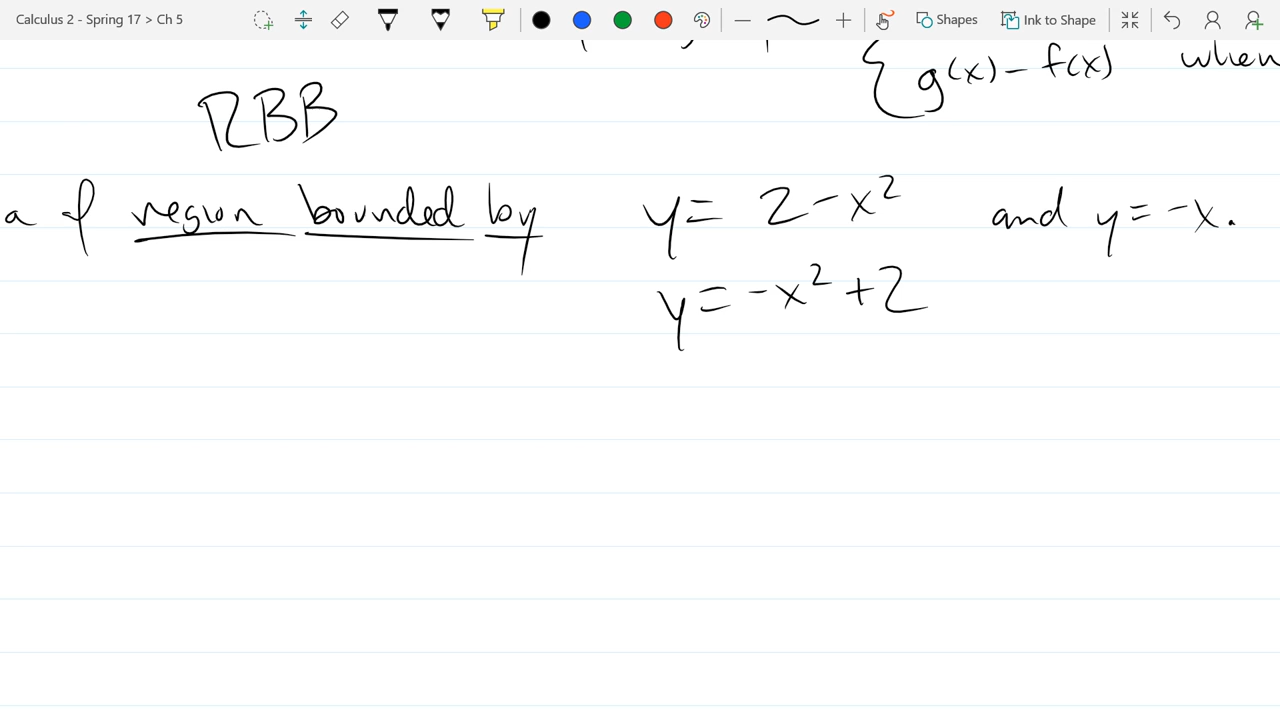 Calculus 2 - Spring 17 > Ch 5
Shapes
Ink to Shape
{ g(x) - f(x) when
RBB
a of region bounded by y = 2 - x² and y = -x.
y = -x² + 2